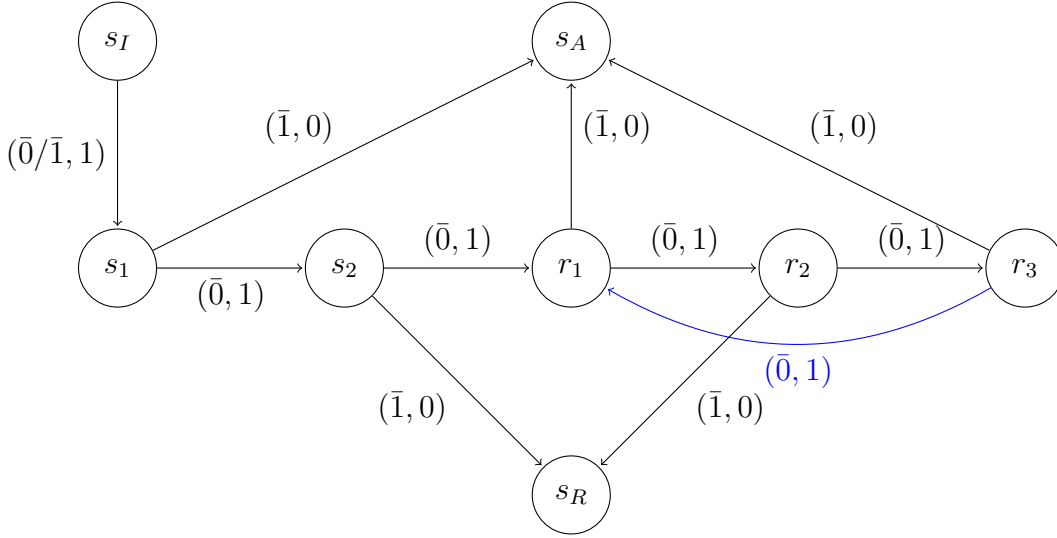 s_I
s_A
(0̄/1̄, 1)
(1̄, 0)
(1̄, 0)
(1̄, 0)
s_1
(0̄, 1)
s_2
(0̄, 1)
r_1
(0̄, 1)
r_2
(0̄, 1)
r_3
(0̄, 1)
(1̄, 0)
(1̄, 0)
s_R